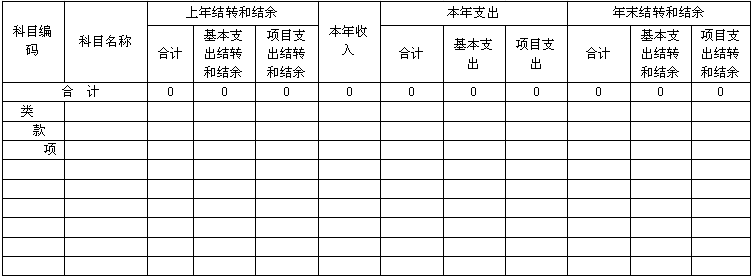 科目编码 科目名称 上年结转和结余 本年收入 本年支出 年末结转和结余
合计 基本支出结转和结余 项目支出结转和结余 合计 基本支出 项目支出 合计 基本支出结转和结余 项目支出结转和结余
合 计 0 0 0 0 0 0 0 0 0 0
类
款
项